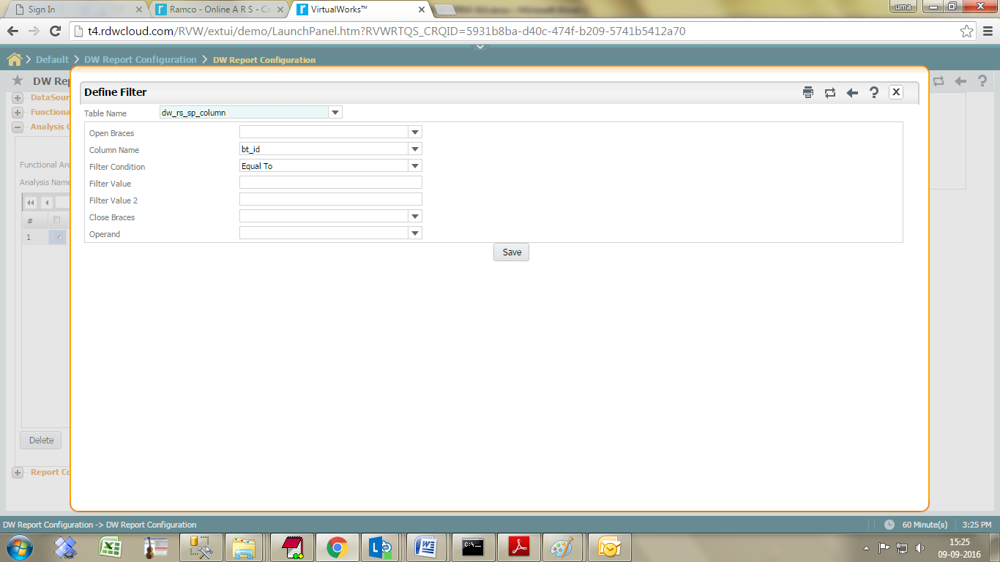 Sign In
Ramco - Online A R S - Ca
VirtualWorks™
uma
t4.rdwcloud.com/RVW/extui/demo/LaunchPanel.htm?RVWRTQS_CRQID=5931b8ba-d40c-474f-b209-5741b5412a70
Default DW Report Configuration DW Report Configuration
DW Rep
DataSour
Functiona
Analysis
Functional Are
Analysis Name
#
1
Delete
Report Co
Define Filter
X
Table Name dw_rs_sp_column
Open Braces
Column Name bt_id
Filter Condition Equal To
Filter Value
Filter Value 2
Close Braces
Operand
Save
DW Report Configuration -> DW Report Configuration
60 Minute(s) 3:25 PM
15:25
09-09-2016